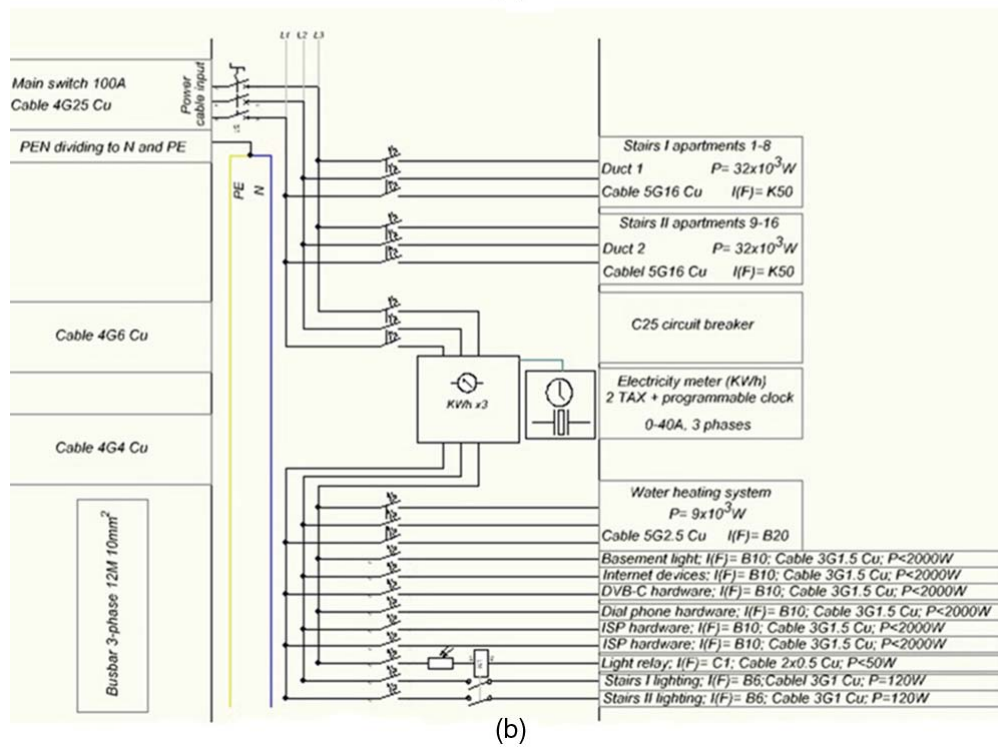 L1 L2 L3
Main switch 100A
Cable 4G25 Cu
Power
cable input
S1
PEN dividing to N and PE
PE
N
Stairs I apartments 1-8
Duct 1 P= 32x10³W
Cable 5G16 Cu I(F)= K50
Stairs II apartments 9-16
Duct 2 P= 32x10³W
Cablel 5G16 Cu I(F)= K50
Cable 4G6 Cu
C25 circuit breaker
KWh x3
Electricity meter (KWh)
2 TAX + programmable clock
0-40A, 3 phases
Cable 4G4 Cu
Busbar 3-phase 12M 10mm²
Water heating system
P= 9x10³W
Cable 5G2.5 Cu I(F)= B20
Basement light; I(F)= B10; Cable 3G1.5 Cu; P<2000W
Internet devices; I(F)= B10; Cable 3G1.5 Cu; P<2000W
DVB-C hardware; I(F)= B10; Cable 3G1.5 Cu; P<2000W
Dial phone hardware; I(F)= B10; Cable 3G1.5 Cu; P<2000W
ISP hardware; I(F)= B10; Cable 3G1.5 Cu; P<2000W
ISP hardware; I(F)= B10; Cable 3G1.5 Cu; P<2000W
Light relay; I(F)= C1; Cable 2x0.5 Cu; P<50W
Stairs I lighting; I(F)= B6;Cablel 3G1 Cu; P=120W
Stairs II lighting; I(F)= B6; Cable 3G1 Cu; P=120W
(b)